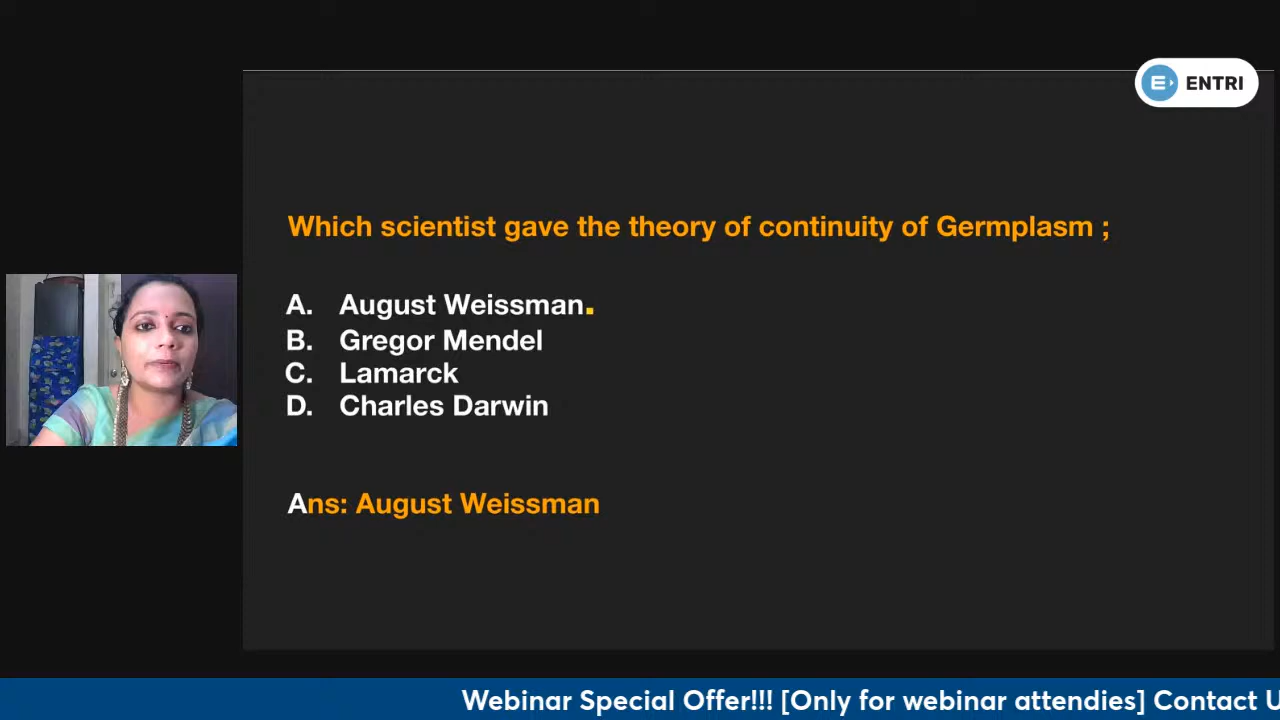 ENTRI
Which scientist gave the theory of continuity of Germplasm ;
A. August Weissman.
B. Gregor Mendel
C. Lamarck
D. Charles Darwin
Ans: August Weissman
Webinar Special Offer!!! [Only for webinar attendies] Contact U